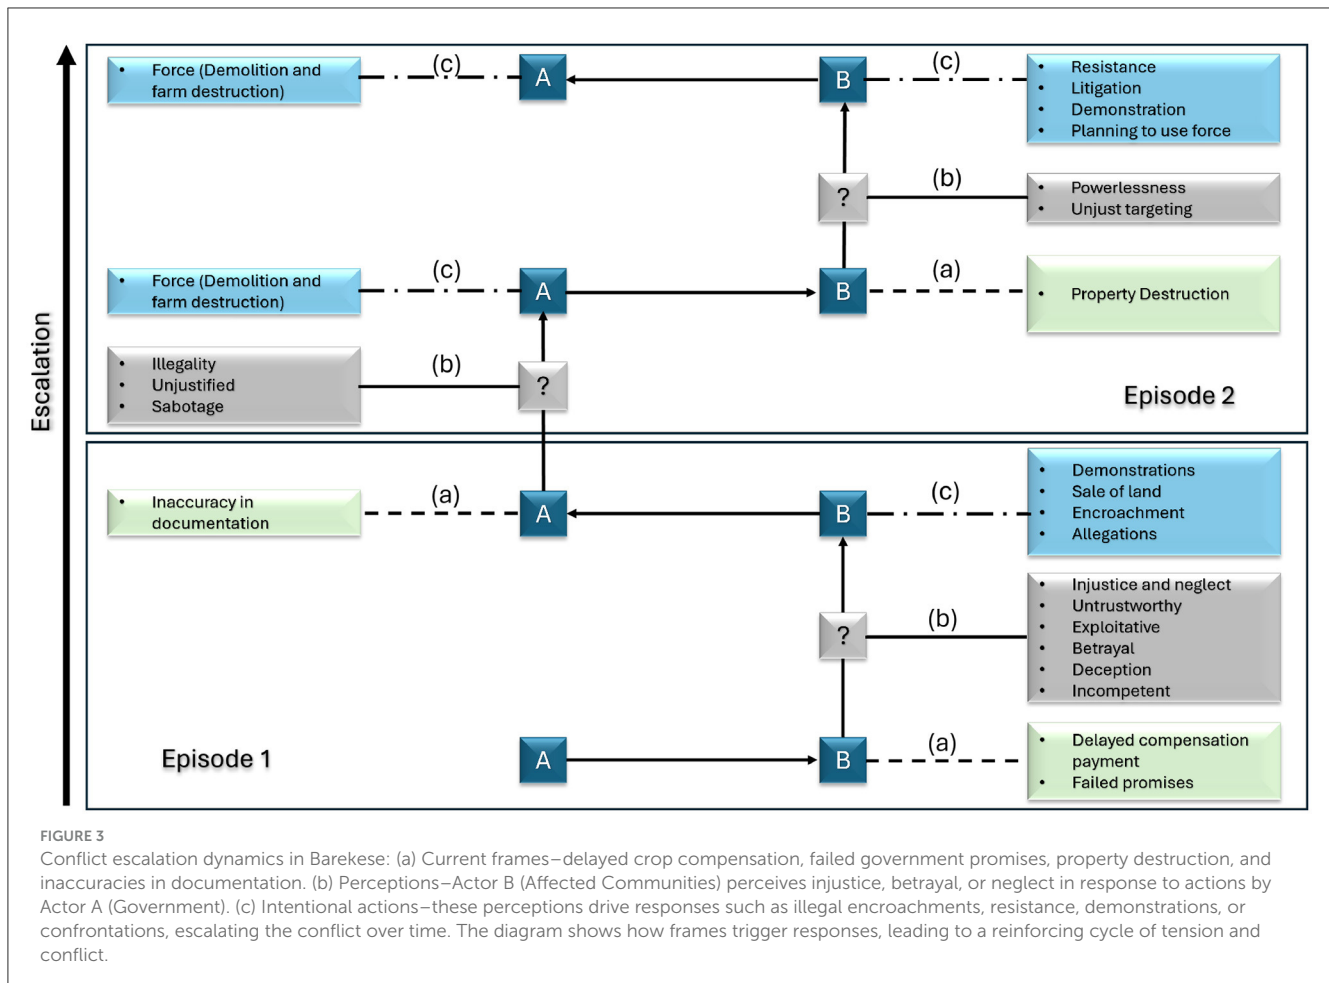 Escalation
• Force (Demolition and
farm destruction)
(c)
A
B
(c)
• Resistance
• Litigation
• Demonstration
• Planning to use force
?
(b)
• Powerlessness
• Unjust targeting
• Force (Demolition and
farm destruction)
(c)
A
B
(a)
• Property Destruction
• Illegality
• Unjustified
• Sabotage
(b)
?
Episode 2
• Inaccuracy in
documentation
(a)
A
B
(c)
• Demonstrations
• Sale of land
• Encroachment
• Allegations
?
(b)
• Injustice and neglect
• Untrustworthy
• Exploitative
• Betrayal
• Deception
• Incompetent
Episode 1
A
B
(a)
• Delayed compensation
payment
• Failed promises
FIGURE 3
Conflict escalation dynamics in Barekese: (a) Current frames–delayed crop compensation, failed government promises, property destruction, and
inaccuracies in documentation. (b) Perceptions–Actor B (Affected Communities) perceives injustice, betrayal, or neglect in response to actions by
Actor A (Government). (c) Intentional actions–these perceptions drive responses such as illegal encroachments, resistance, demonstrations, or
confrontations, escalating the conflict over time. The diagram shows how frames trigger responses, leading to a reinforcing cycle of tension and
conflict.